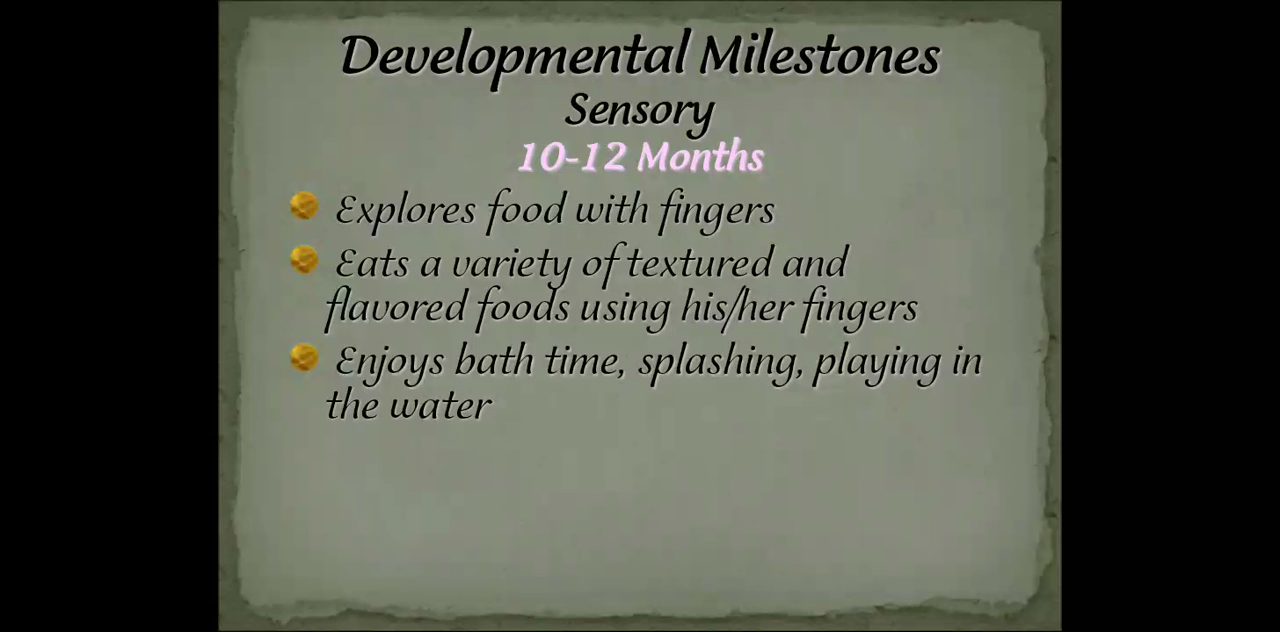 Developmental Milestones
Sensory
10-12 Months
Explores food with fingers
Eats a variety of textured and
flavored foods using his/her fingers
Enjoys bath time, splashing, playing in
the water